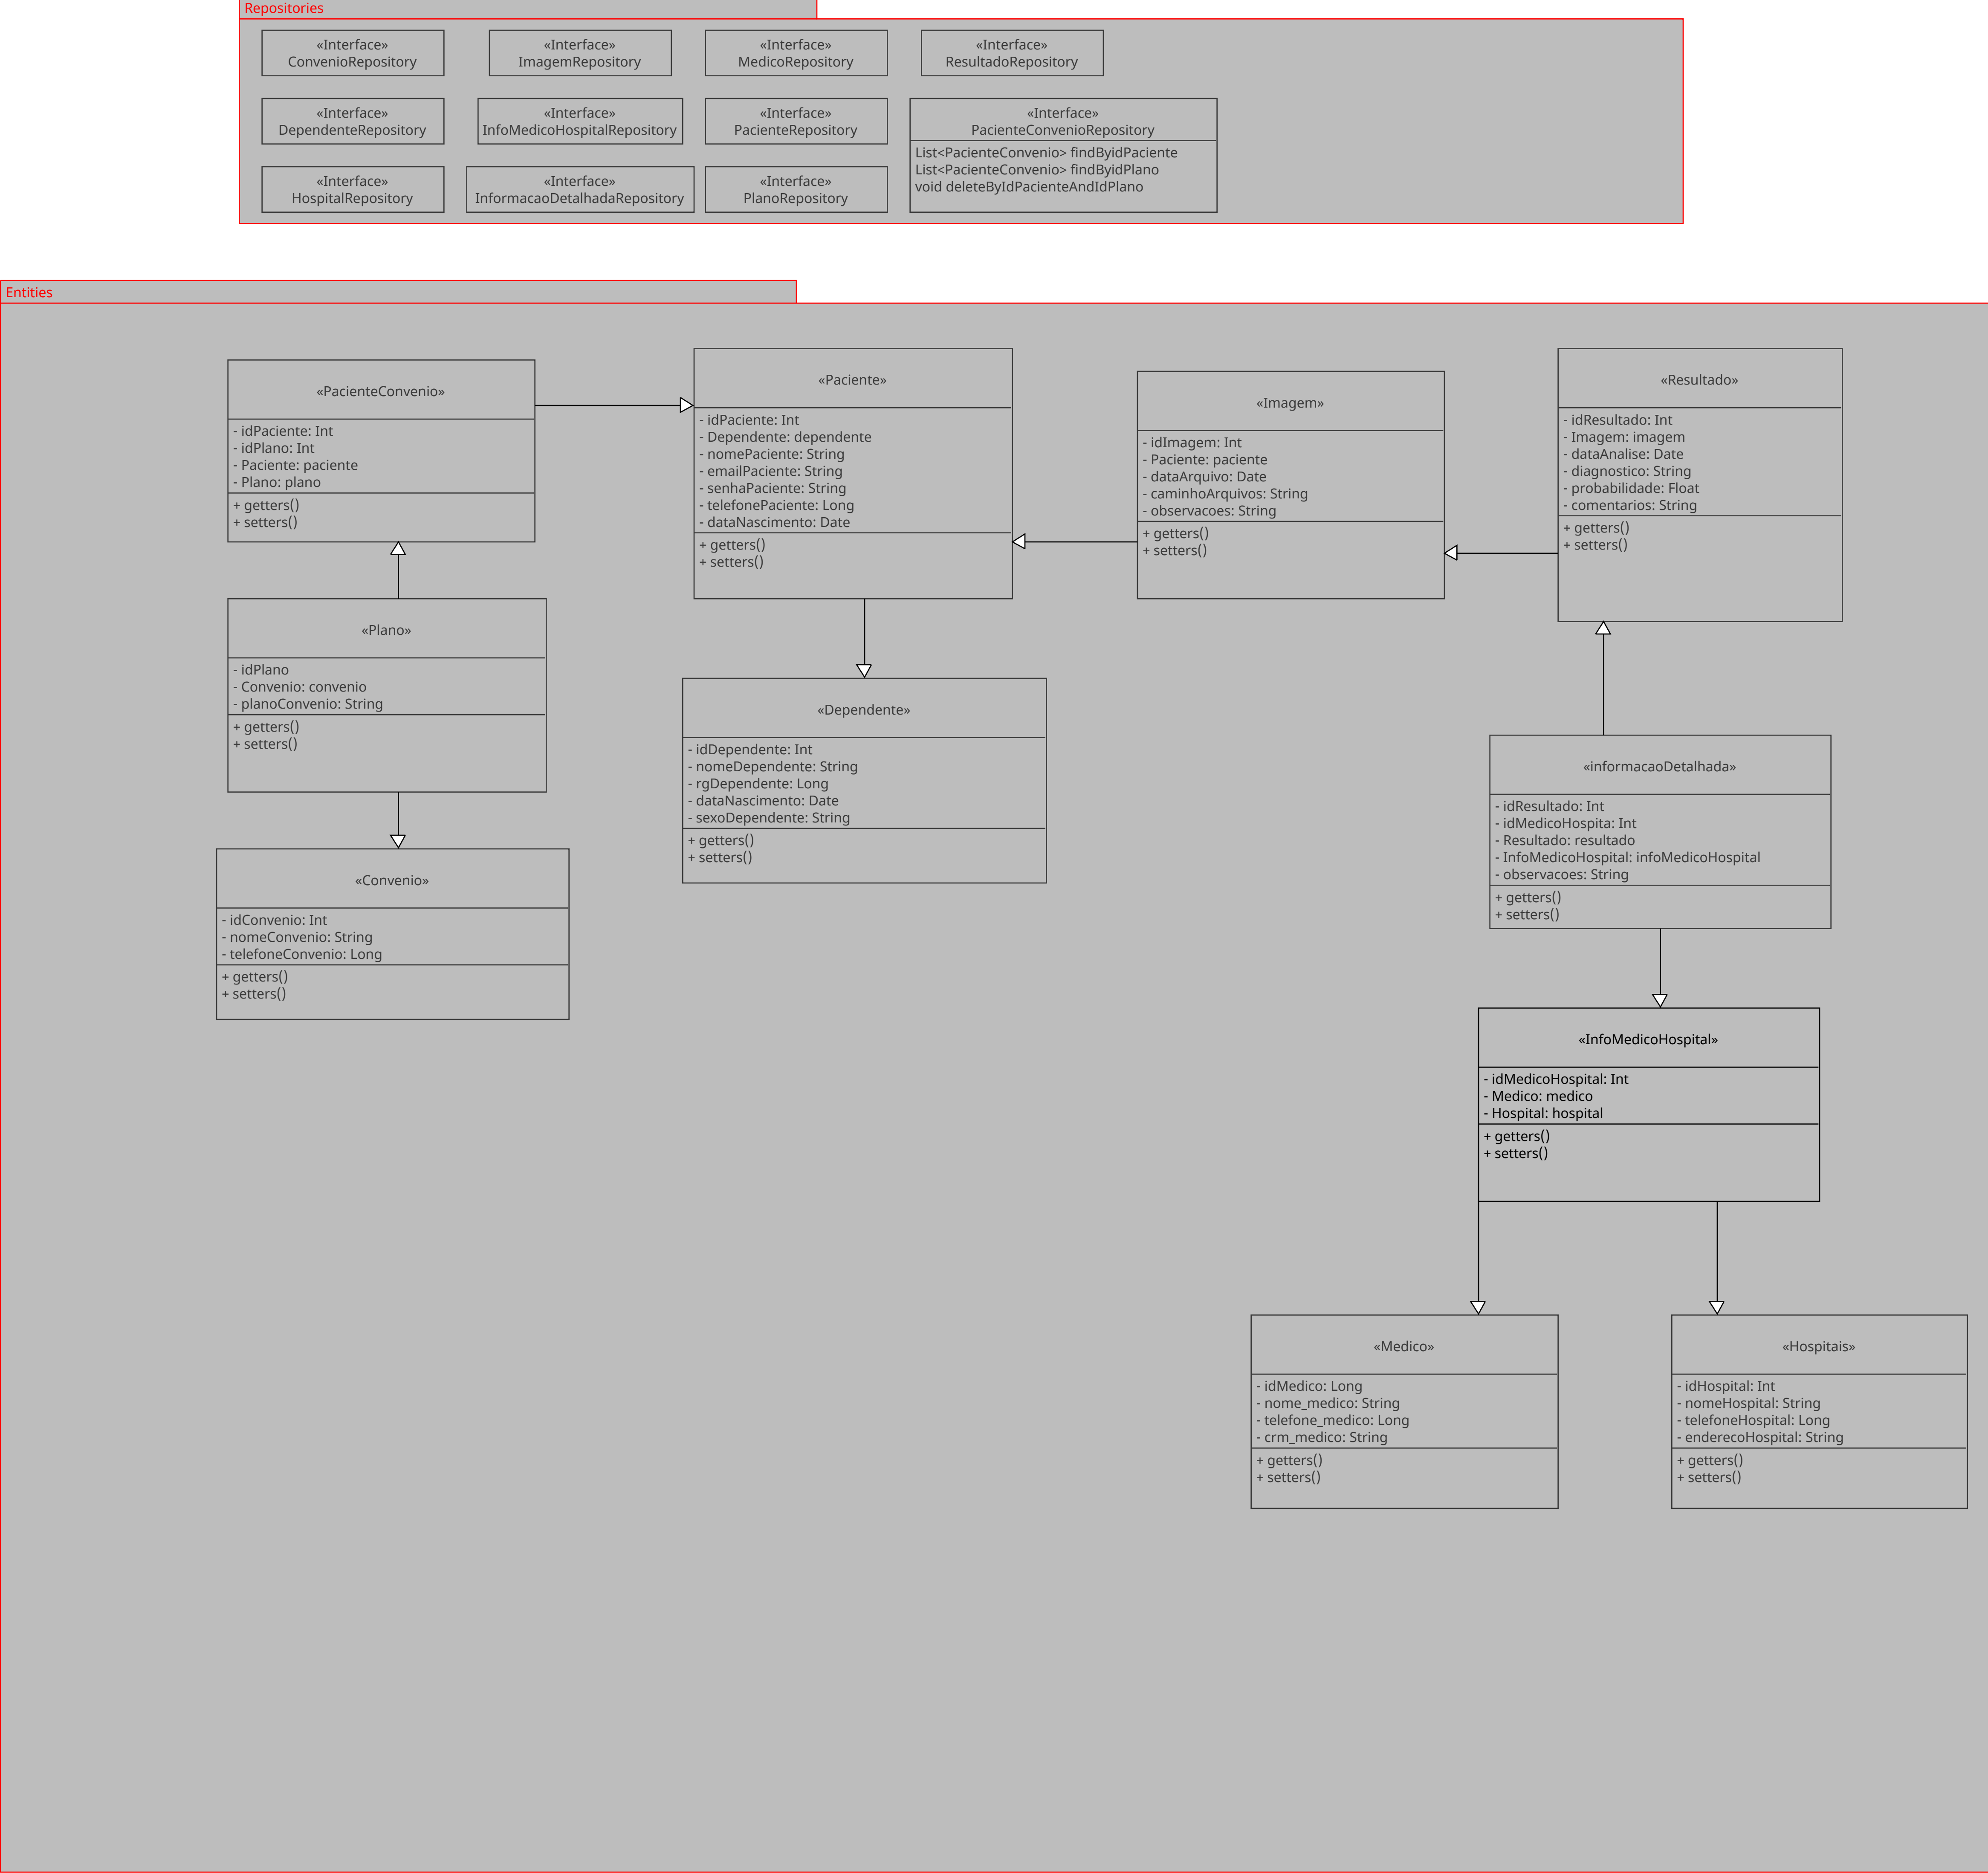 Repositories
«Interface»
ConvenioRepository
«Interface»
ImagemRepository
«Interface»
MedicoRepository
«Interface»
ResultadoRepository
«Interface»
DependenteRepository
«Interface»
InfoMedicoHospitalRepository
«Interface»
PacienteRepository
«Interface»
PacienteConvenioRepository
List<PacienteConvenio> findByidPaciente
List<PacienteConvenio> findByidPlano
void deleteByIdPacienteAndIdPlano
«Interface»
HospitalRepository
«Interface»
InformacaoDetalhadaRepository
«Interface»
PlanoRepository
Entities
«PacienteConvenio»
- idPaciente: Int
- idPlano: Int
- Paciente: paciente
- Plano: plano
+ getters()
+ setters()
«Paciente»
- idPaciente: Int
- Dependente: dependente
- nomePaciente: String
- emailPaciente: String
- senhaPaciente: String
- telefonePaciente: Long
- dataNascimento: Date
+ getters()
+ setters()
«Imagem»
- idImagem: Int
- Paciente: paciente
- dataArquivo: Date
- caminhoArquivos: String
- observacoes: String
+ getters()
+ setters()
«Resultado»
- idResultado: Int
- Imagem: imagem
- dataAnalise: Date
- diagnostico: String
- probabilidade: Float
- comentarios: String
+ getters()
+ setters()
«Plano»
- idPlano
- Convenio: convenio
- planoConvenio: String
+ getters()
+ setters()
«Dependente»
- idDependente: Int
- nomeDependente: String
- rgDependente: Long
- dataNascimento: Date
- sexoDependente: String
+ getters()
+ setters()
«informacaoDetalhada»
- idResultado: Int
- idMedicoHospita: Int
- Resultado: resultado
- InfoMedicoHospital: infoMedicoHospital
- observacoes: String
+ getters()
+ setters()
«Convenio»
- idConvenio: Int
- nomeConvenio: String
- telefoneConvenio: Long
+ getters()
+ setters()
«InfoMedicoHospital»
- idMedicoHospital: Int
- Medico: medico
- Hospital: hospital
+ getters()
+ setters()
«Medico»
- idMedico: Long
- nome_medico: String
- telefone_medico: Long
- crm_medico: String
+ getters()
+ setters()
«Hospitais»
- idHospital: Int
- nomeHospital: String
- telefoneHospital: Long
- enderecoHospital: String
+ getters()
+ setters()